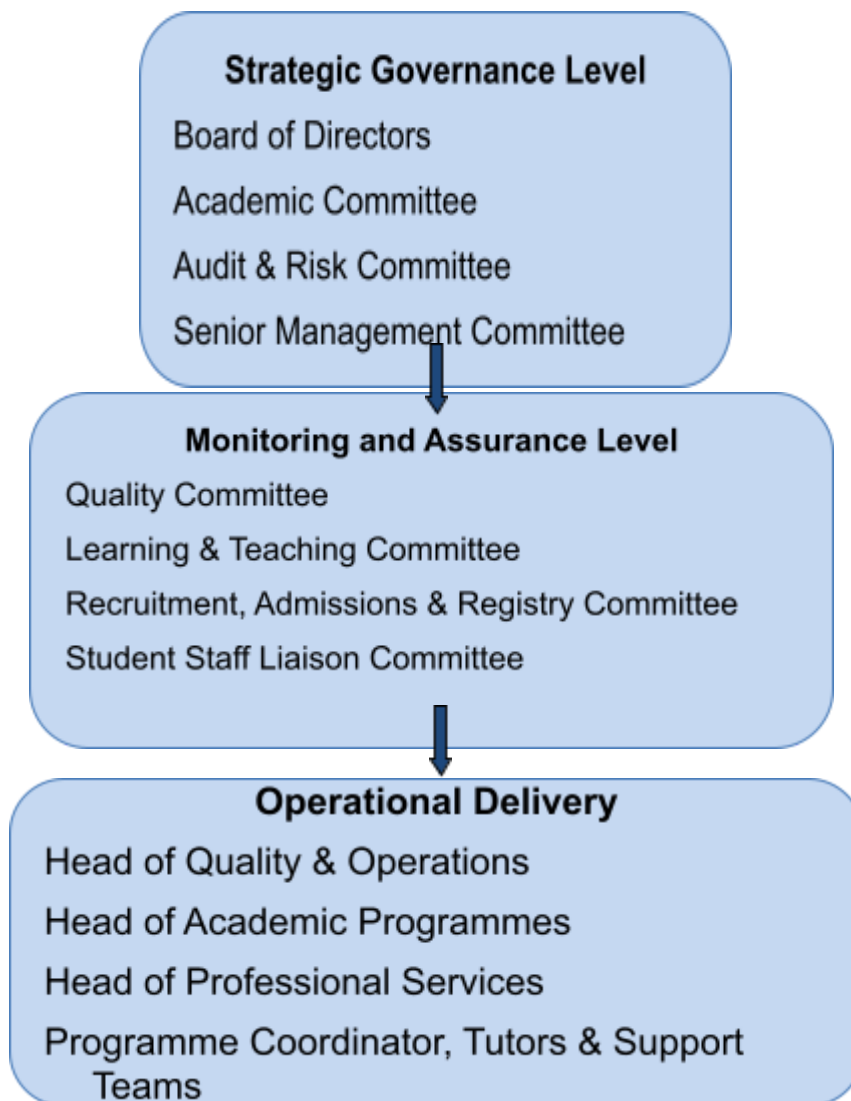 Strategic Governance Level
Board of Directors
Academic Committee
Audit & Risk Committee
Senior Management Committee
Monitoring and Assurance Level
Quality Committee
Learning & Teaching Committee
Recruitment, Admissions & Registry Committee
Student Staff Liaison Committee
Operational Delivery
Head of Quality & Operations
Head of Academic Programmes
Head of Professional Services
Programme Coordinator, Tutors & Support
Teams